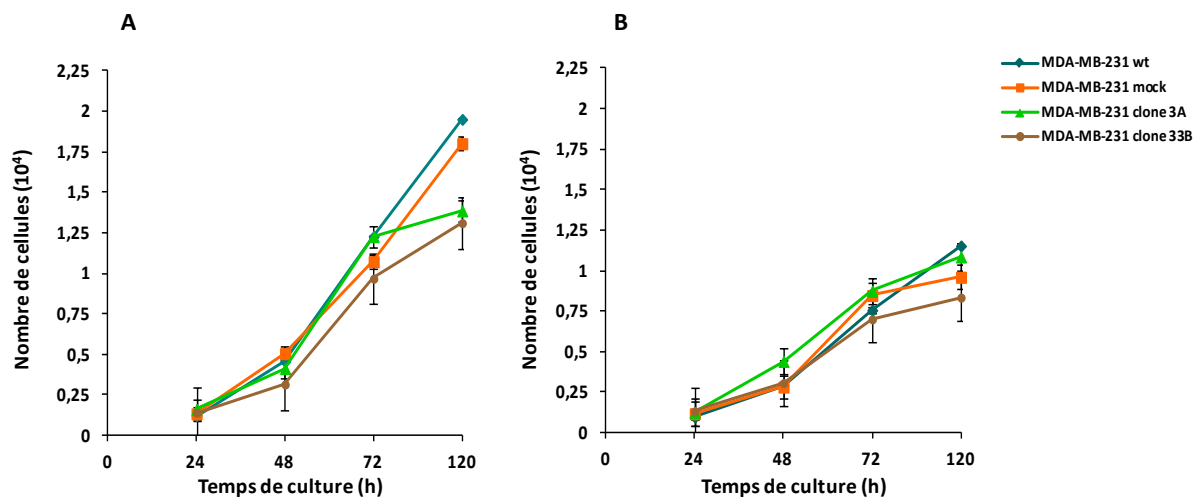 A
Nombre de cellules (10⁴)
2,25
2
1,75
1,5
1,25
1
0,75
0,5
0,25
0
0 24 48 72 120
Temps de culture (h)
B
Nombre de cellules (10⁴)
2,25
2
1,75
1,5
1,25
1
0,75
0,5
0,25
0
0 24 48 72 120
Temps de culture (h)
MDA-MB-231 wt
MDA-MB-231 mock
MDA-MB-231 clone 3A
MDA-MB-231 clone 33B